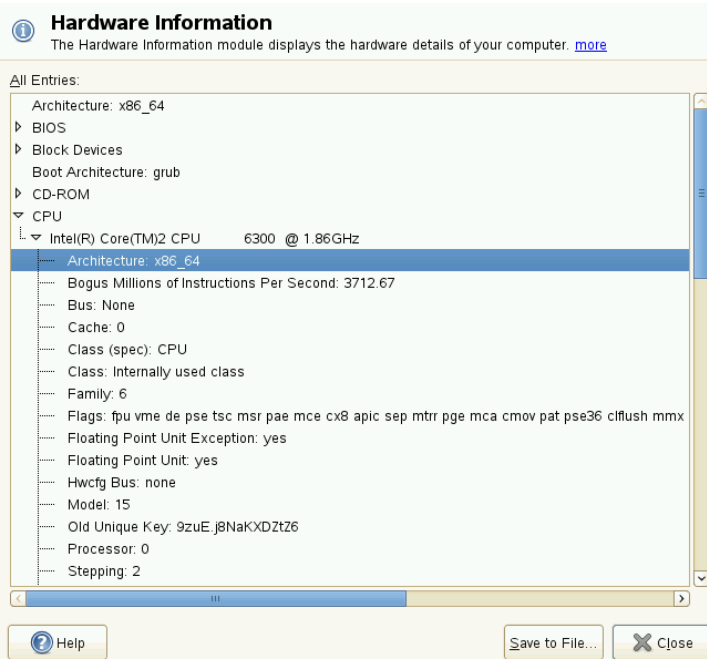 Hardware Information
The Hardware Information module displays the hardware details of your computer. more
All Entries:
Architecture: x86_64
BIOS
Block Devices
Boot Architecture: grub
CD-ROM
CPU
Intel(R) Core(TM)2 CPU 6300 @ 1.86GHz
Architecture: x86_64
Bogus Millions of Instructions Per Second: 3712.67
Bus: None
Cache: 0
Class (spec): CPU
Class: Internally used class
Family: 6
Flags: fpu vme de pse tsc msr pae mce cx8 apic sep mtrr pge mca cmov pat pse36 clflush mmx
Floating Point Unit Exception: yes
Floating Point Unit: yes
Hwcfg Bus: none
Model: 15
Old Unique Key: 9zuE.j8NaKXDZtZ6
Processor: 0
Stepping: 2
Help
Save to File...
Close